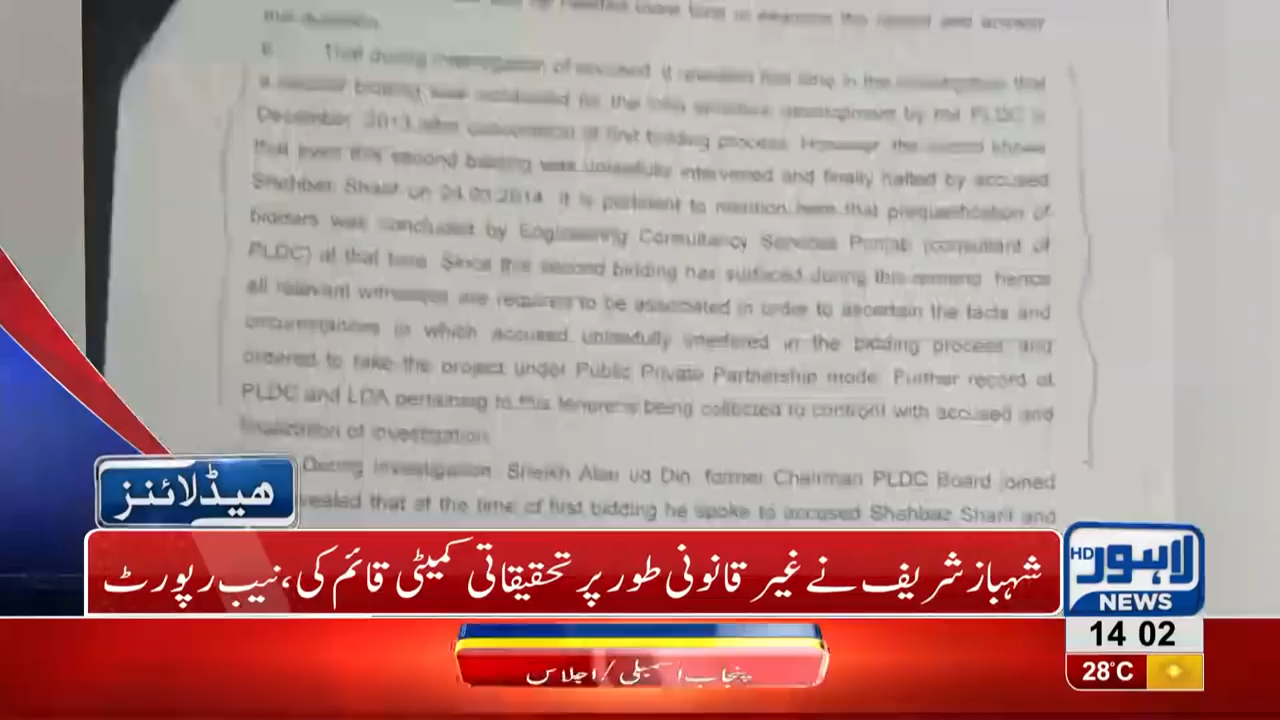 this question.
6. That during investigation of accused, it revealed first time in the investigation that
a second bidding was conducted for the infra structure development by the PLDC in
December, 2013 after cancellation of first bidding process. However, the record shows
that even this second bidding was unlawfully intervened and finally halted by accused
Shahbaz Sharif on 24.03.2014. It is pertinent to mention here that prequalification of
bidders was concluded by Engineering Consultancy Services Punjab (consultant of
PLDC) at that time. Since this second bidding has surfaced during this remand, hence
all relevant witnesses are required to be associated in order to ascertain the facts and
circumstances in which accused unlawfully interfered in the bidding process and
ordered to take the project under Public Private Partnership mode. Further record of
PLDC and LDA pertaining to this tenure is being collected to confront with accused and
finalization of investigation.
During investigation, Sheikh Alau ud Din, former Chairman PLDC Board joined
revealed that at the time of first bidding he spoke to accused Shahbaz Sharif and
ھیڈلائنز
شہباز شریف نے غیر قانونی طور پر تحقیقاتی کمیٹی قائم کی، نیب رپورٹ
لاہور HD
NEWS
14 02
28°C
پنجاب اسمبلی / اجلاس